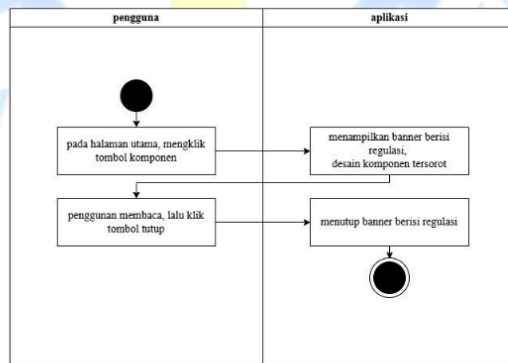 pengguna
aplikasi
pada halaman utama, mengklik
tombol komponen
menampilkan banner berisi
regulasi,
desain komponen tersorot
penggunan membaca, lalu klik
tombol tutup
menutup banner berisi regulasi